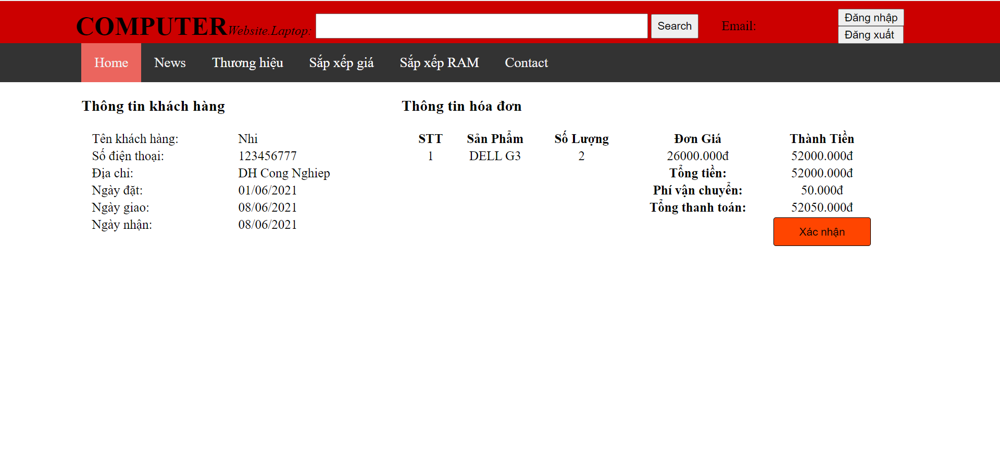 COMPUTER Website.Laptop: Search Email: Đăng nhập
Đăng xuất
Home News Thương hiệu Sắp xếp giá Sắp xếp RAM Contact
Thông tin khách hàng
Tên khách hàng: Nhi
Số điện thoại: 123456777
Địa chỉ: DH Cong Nghiep
Ngày đặt: 01/06/2021
Ngày giao: 08/06/2021
Ngày nhận: 08/06/2021
Thông tin hóa đơn
STT Sản Phẩm Số Lượng Đơn Giá Thành Tiền
1 DELL G3 2 26000.000đ 52000.000đ
Tổng tiền: 52000.000đ
Phí vận chuyển: 50.000đ
Tổng thanh toán: 52050.000đ
Xác nhận